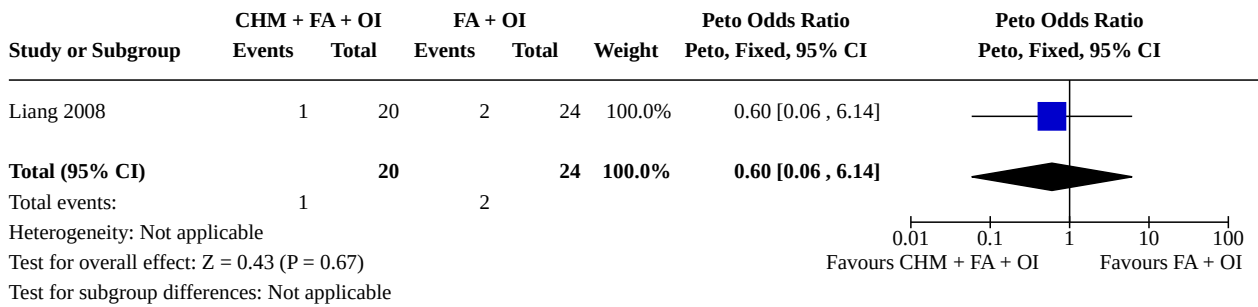 CHM + FA + OI FA + OI Peto Odds Ratio Peto Odds Ratio
Study or Subgroup Events Total Events Total Weight Peto, Fixed, 95% CI Peto, Fixed, 95% CI
Liang 2008 1 20 2 24 100.0% 0.60 [0.06 , 6.14]
Total (95% CI) 20 24 100.0% 0.60 [0.06 , 6.14]
Total events: 1 2
Heterogeneity: Not applicable
0.01 0.1 1 10 100
Test for overall effect: Z = 0.43 (P = 0.67)
Favours CHM + FA + OI Favours FA + OI
Test for subgroup differences: Not applicable